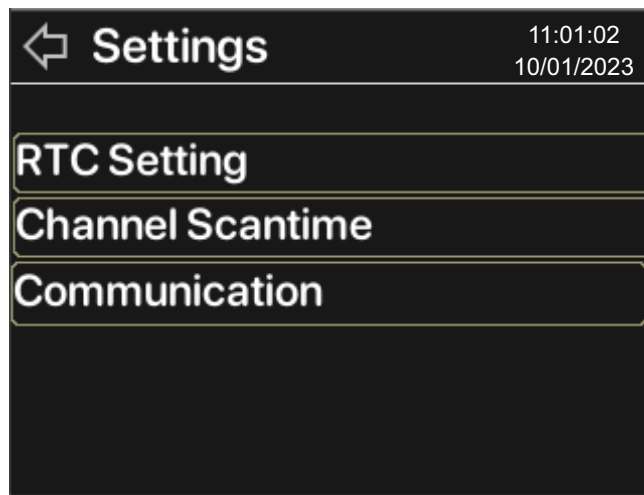 Settings
11:01:02
10/01/2023
RTC Setting
Channel Scantime
Communication